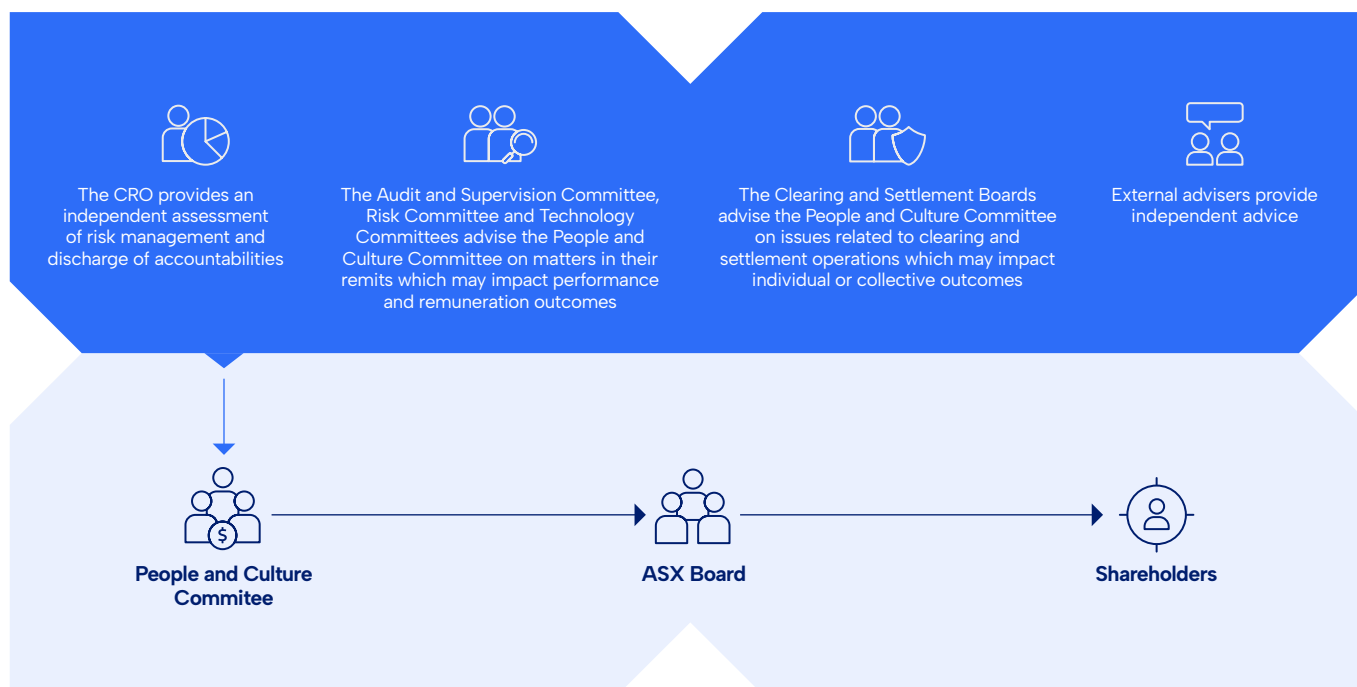 The CRO provides an
independent assessment
of risk management and
discharge of accountabilities
The Audit and Supervision Committee,
Risk Committee and Technology
Committees advise the People and
Culture Committee on matters in their
remits which may impact performance
and remuneration outcomes
The Clearing and Settlement Boards
advise the People and Culture Committee
on issues related to clearing and
settlement operations which may impact
individual or collective outcomes
External advisers provide
independent advice
$
People and Culture
Commitee
ASX Board
Shareholders